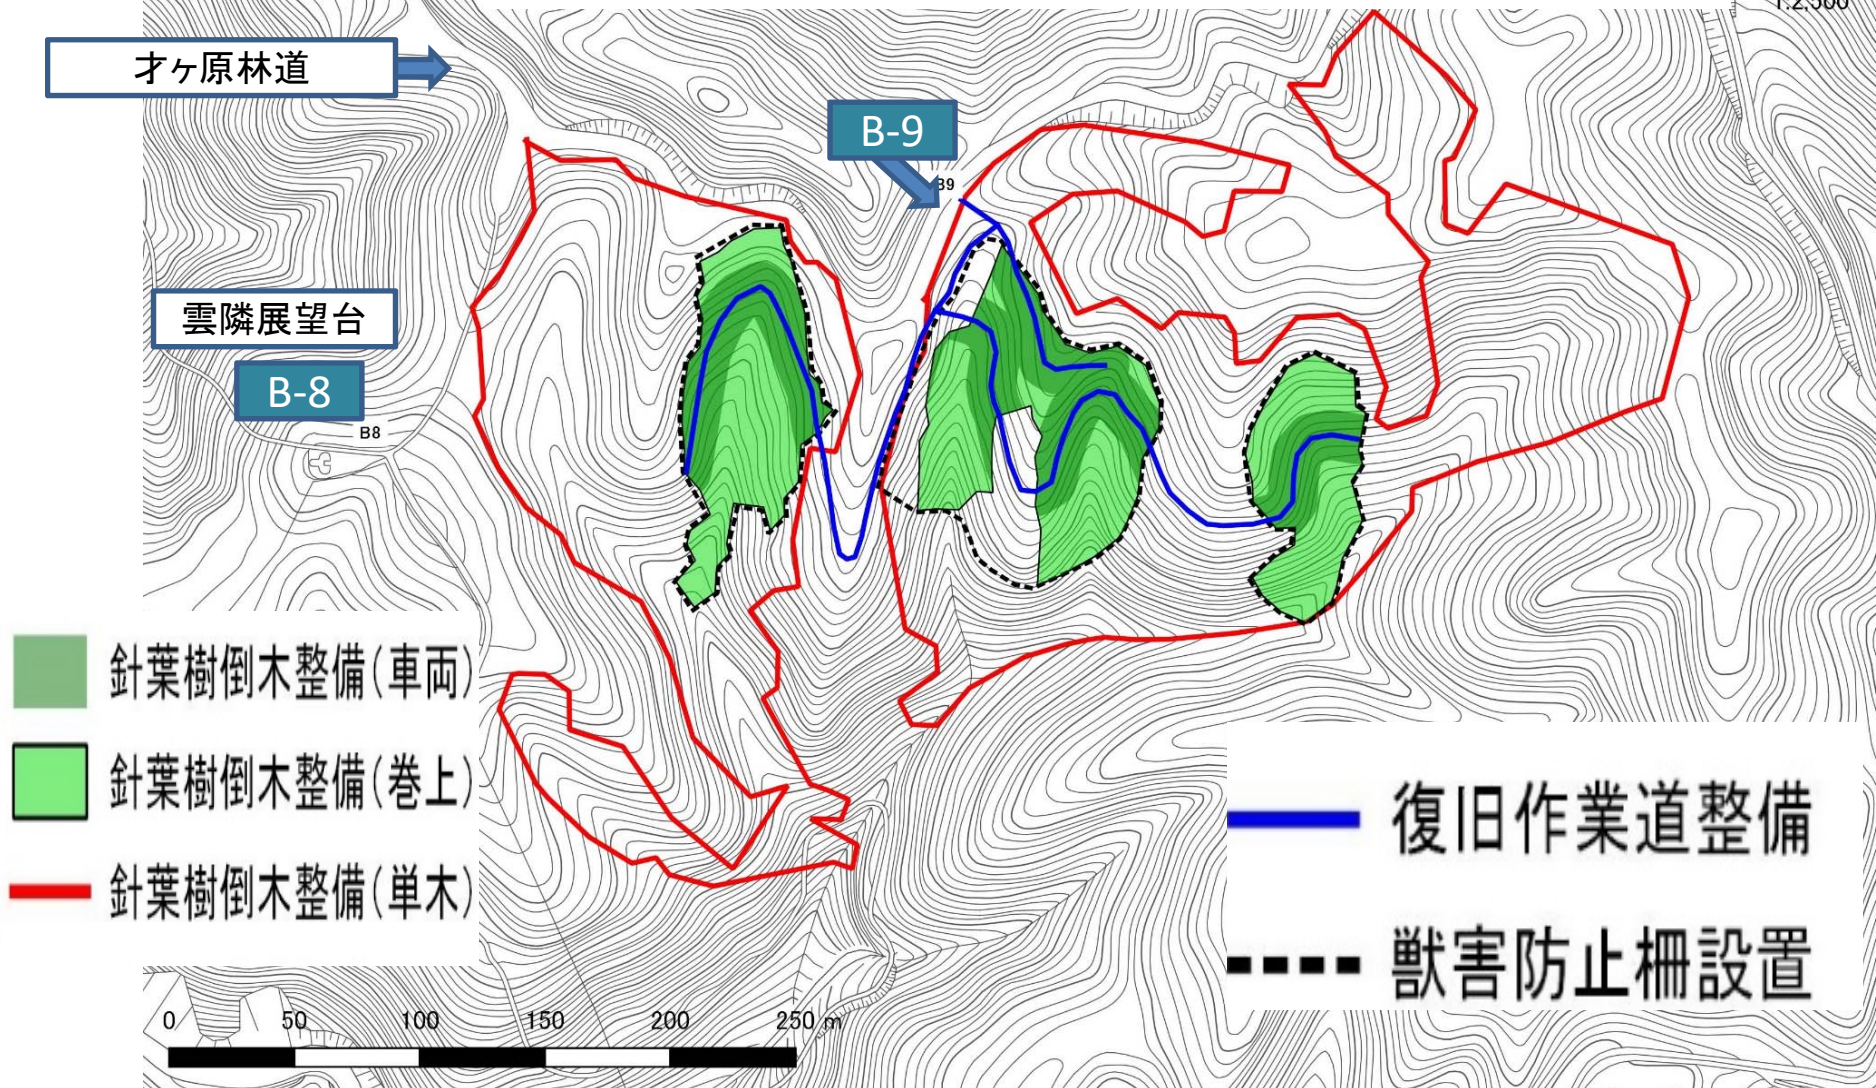 1:2,500
才ヶ原林道
B-9
B9
雲隣展望台
B-8
B8
針葉樹倒木整備(車両)
針葉樹倒木整備(巻上)
針葉樹倒木整備(単木)
復旧作業道整備
獣害防止柵設置
0 50 100 150 200 250 m